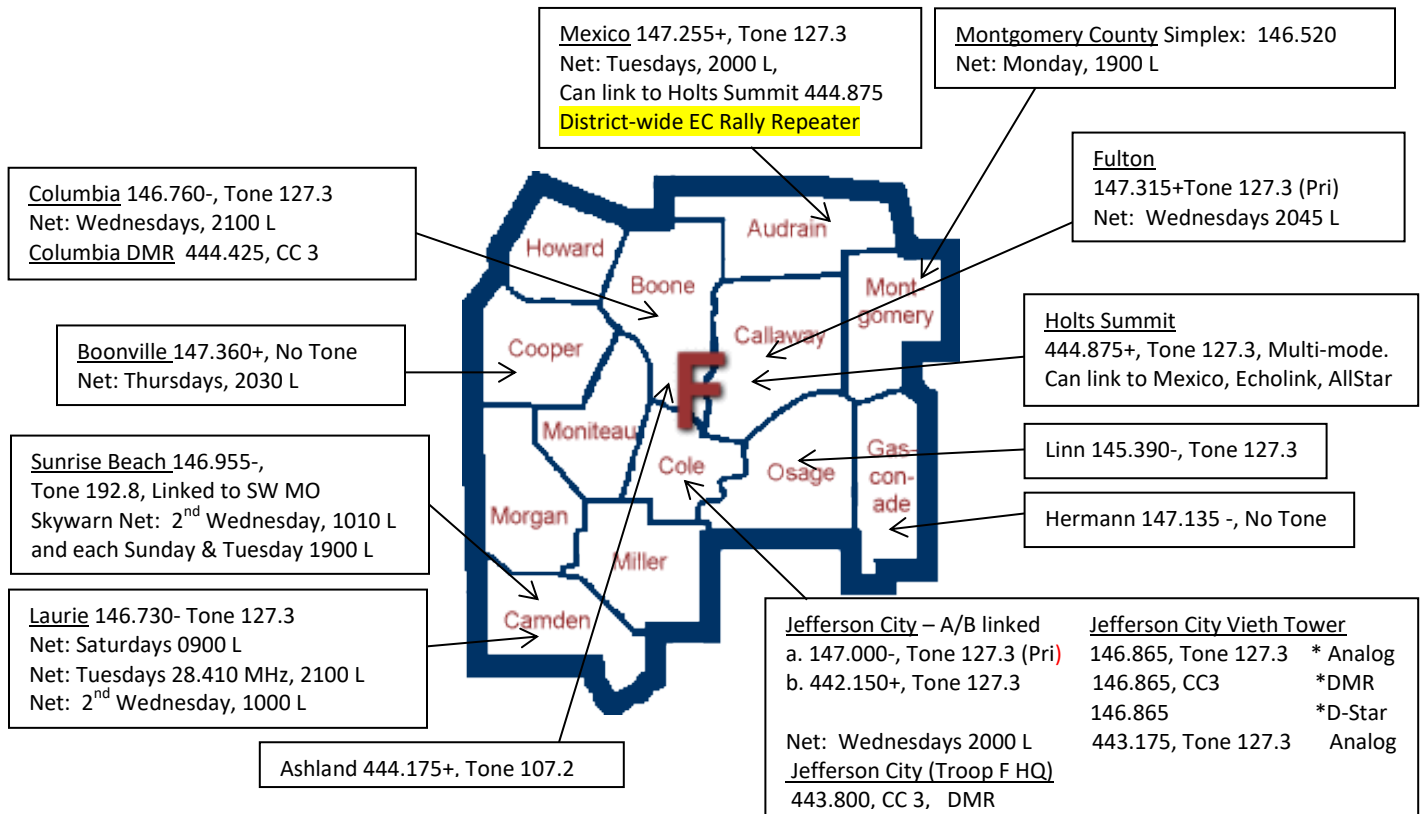 Mexico 147.255+, Tone 127.3
Net: Tuesdays, 2000 L,
Can link to Holts Summit 444.875
District-wide EC Rally Repeater
Montgomery County Simplex: 146.520
Net: Monday, 1900 L
Fulton
147.315+Tone 127.3 (Pri)
Net: Wednesdays 2045 L
Columbia 146.760-, Tone 127.3
Net: Wednesdays, 2100 L
Columbia DMR 444.425, CC 3
Boonville 147.360+, No Tone
Net: Thursdays, 2030 L
Holts Summit
444.875+, Tone 127.3, Multi-mode.
Can link to Mexico, Echolink, AllStar
Sunrise Beach 146.955-,
Tone 192.8, Linked to SW MO
Skywarn Net: 2nd Wednesday, 1010 L
and each Sunday & Tuesday 1900 L
Linn 145.390-, Tone 127.3
Hermann 147.135 -, No Tone
Laurie 146.730- Tone 127.3
Net: Saturdays 0900 L
Net: Tuesdays 28.410 MHz, 2100 L
Net: 2nd Wednesday, 1000 L
Ashland 444.175+, Tone 107.2
Jefferson City – A/B linked
a. 147.000-, Tone 127.3 (Pri)
b. 442.150+, Tone 127.3
Net: Wednesdays 2000 L
Jefferson City (Troop F HQ)
443.800, CC 3, DMR
Jefferson City Vieth Tower
146.865, Tone 127.3 * Analog
146.865, CC3 *DMR
146.865 *D-Star
443.175, Tone 127.3 Analog
Howard
Boone
Audrain
Mont-
gomery
Callaway
Cooper
F
Moniteau
Cole
Osage
Gas-
con-
ade
Morgan
Miller
Camden